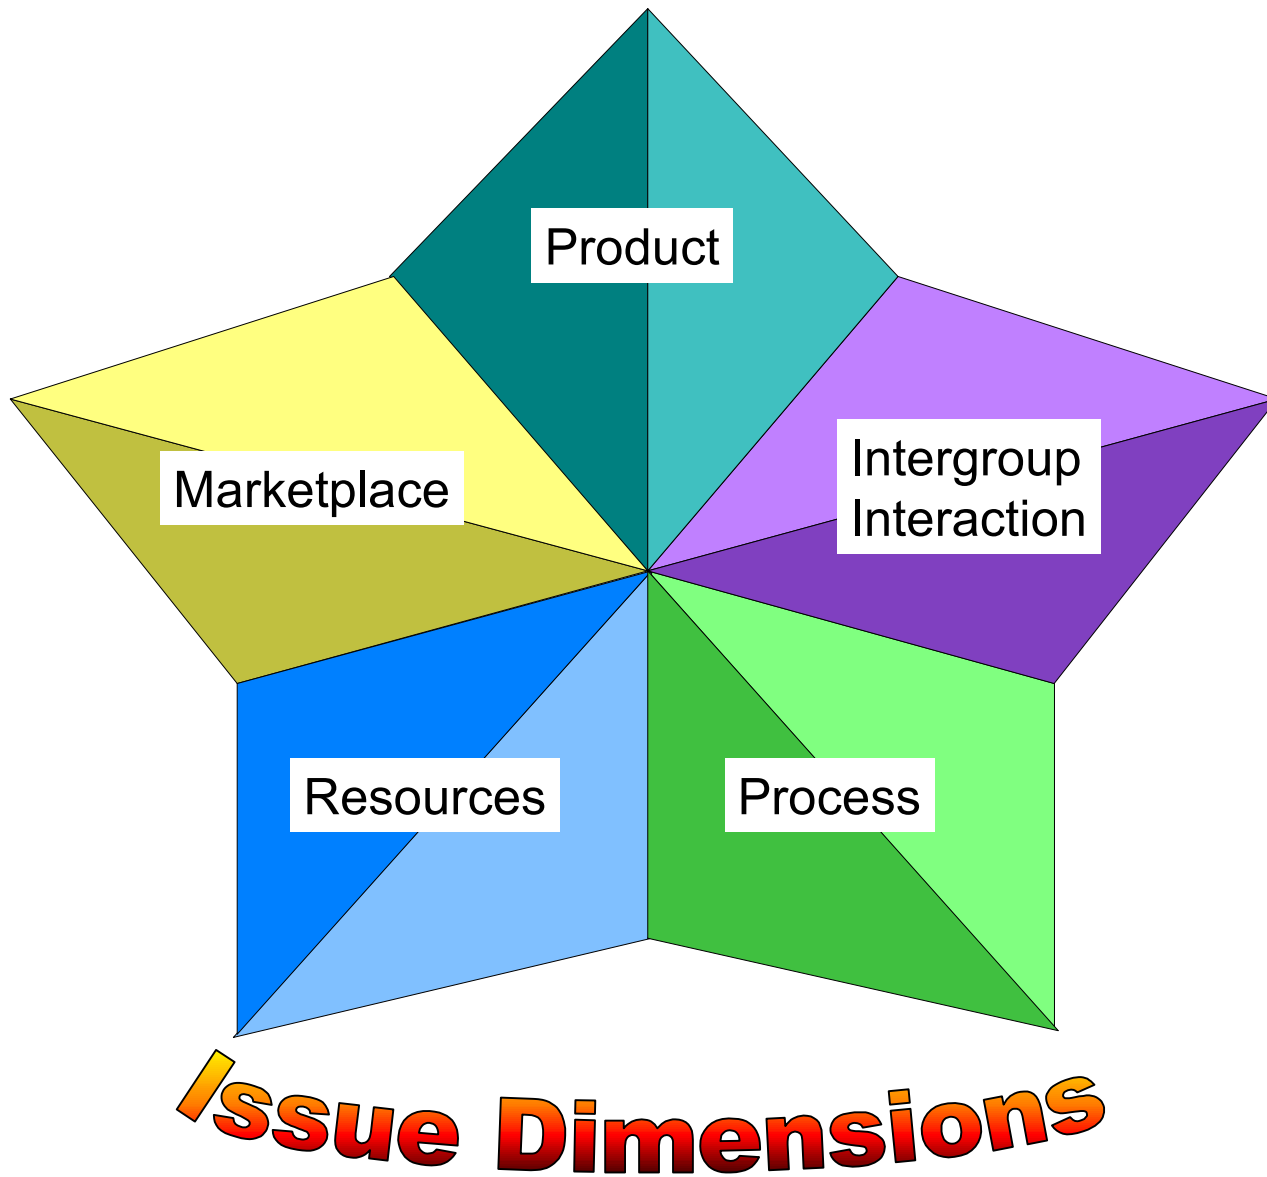 Product
Intergroup
Interaction
Marketplace
Resources
Process
Issue Dimensions